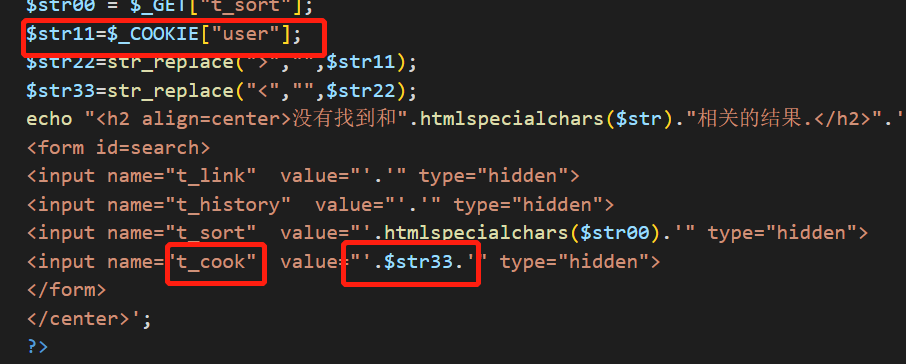 $str00 = $_GET["t_sort"];
$str11=$_COOKIE["user"];
$str22=str_replace(">","",$str11);
$str33=str_replace("<","",$str22);
echo "<h2 align=center>没有找到和".htmlspecialchars($str)."相关的结果.</h2>".'
<form id=search>
<input name="t_link"  value="'.'" type="hidden">
<input name="t_history"  value="'.'" type="hidden">
<input name="t_sort"  value="'.htmlspecialchars($str00).'" type="hidden">
<input name="t_cook"  value="'.$str33.'" type="hidden">
</form>
</center>';
?>